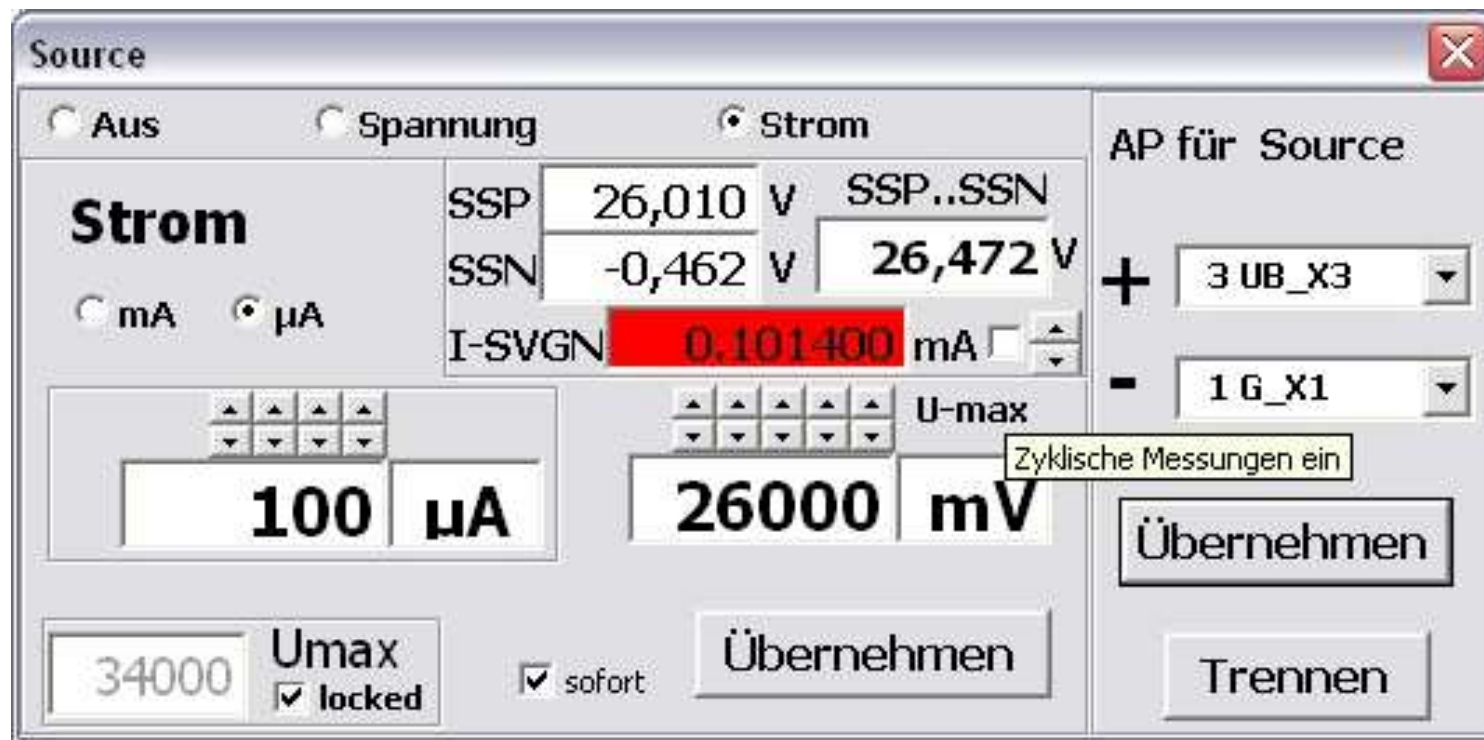 Source
Aus Spannung Strom
AP für Source
Strom
SSP 26,010 V SSP..SSN
SSN -0,462 V 26,472 V
+ 3 UB_X3
mA µA
I-SVGN 0.101400 mA
- 1 G_X1
U-max
Zyklische Messungen ein
100 µA 26000 mV
Übernehmen
34000 Umax
locked
sofort
Übernehmen
Trennen